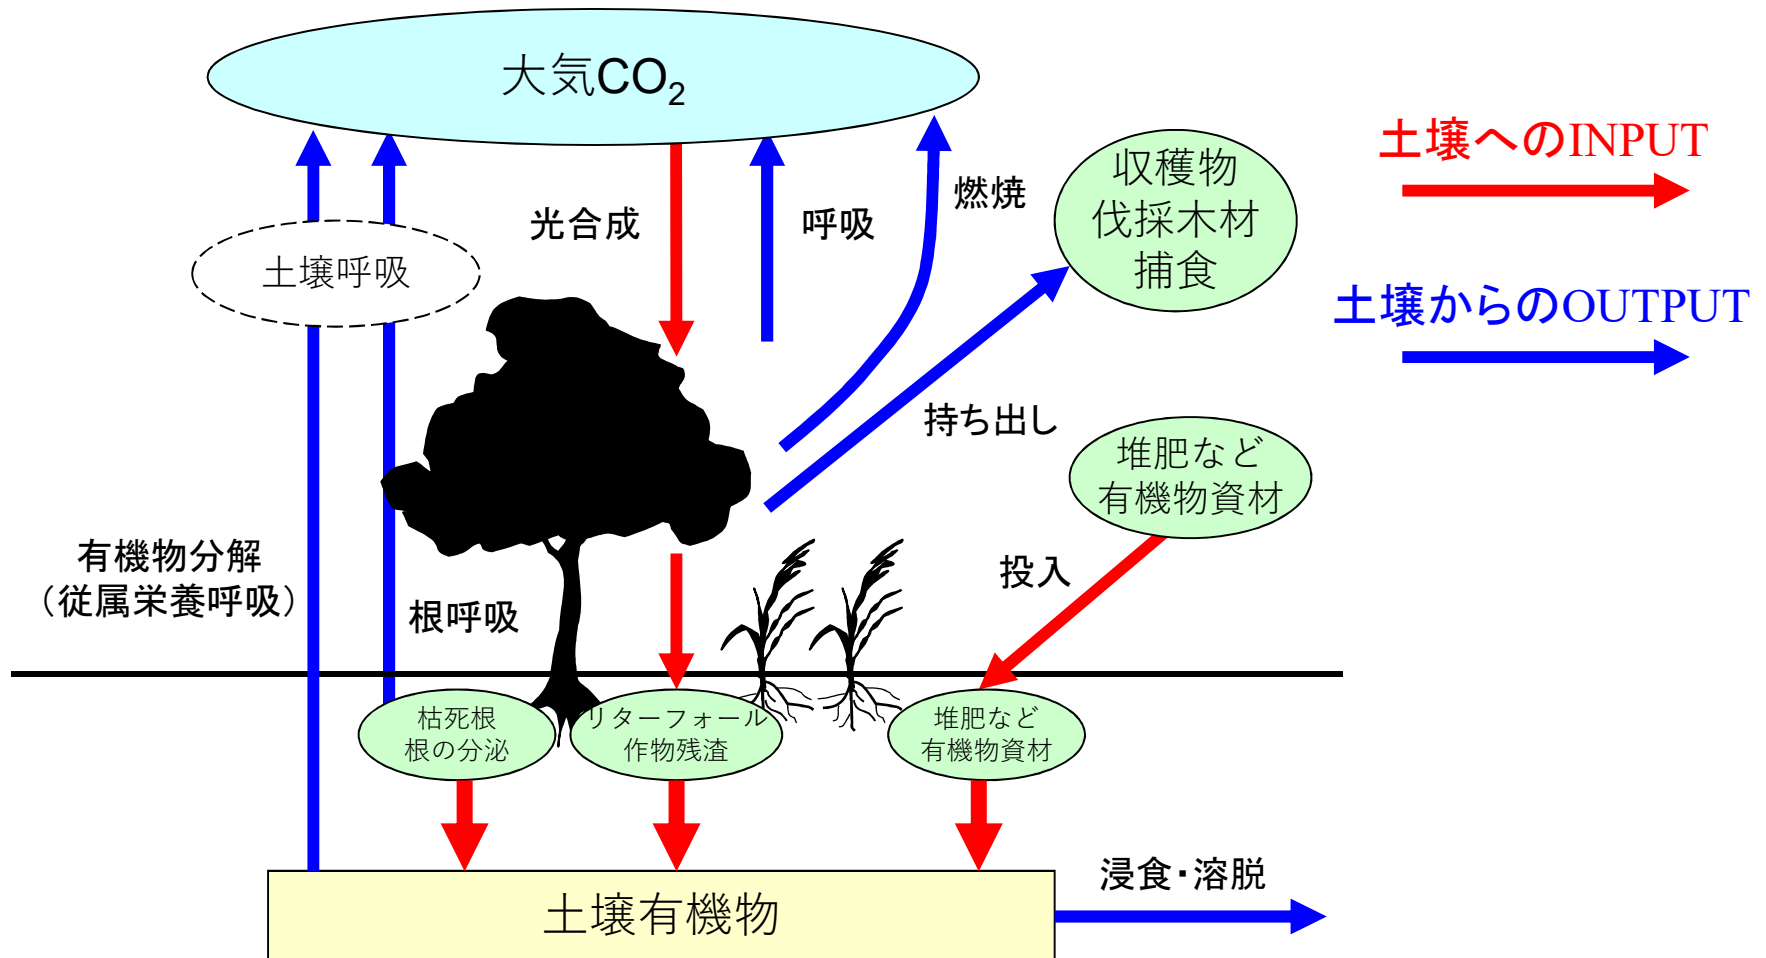 大気CO₂
土壌へのINPUT
収穫物
伐採木材
捕食
燃焼
光合成
呼吸
土壌呼吸
土壌からのOUTPUT
持ち出し
堆肥など
有機物資材
有機物分解
（従属栄養呼吸）
投入
根呼吸
枯死根
根の分泌
リターフォール
作物残渣
堆肥など
有機物資材
浸食・溶脱
土壌有機物